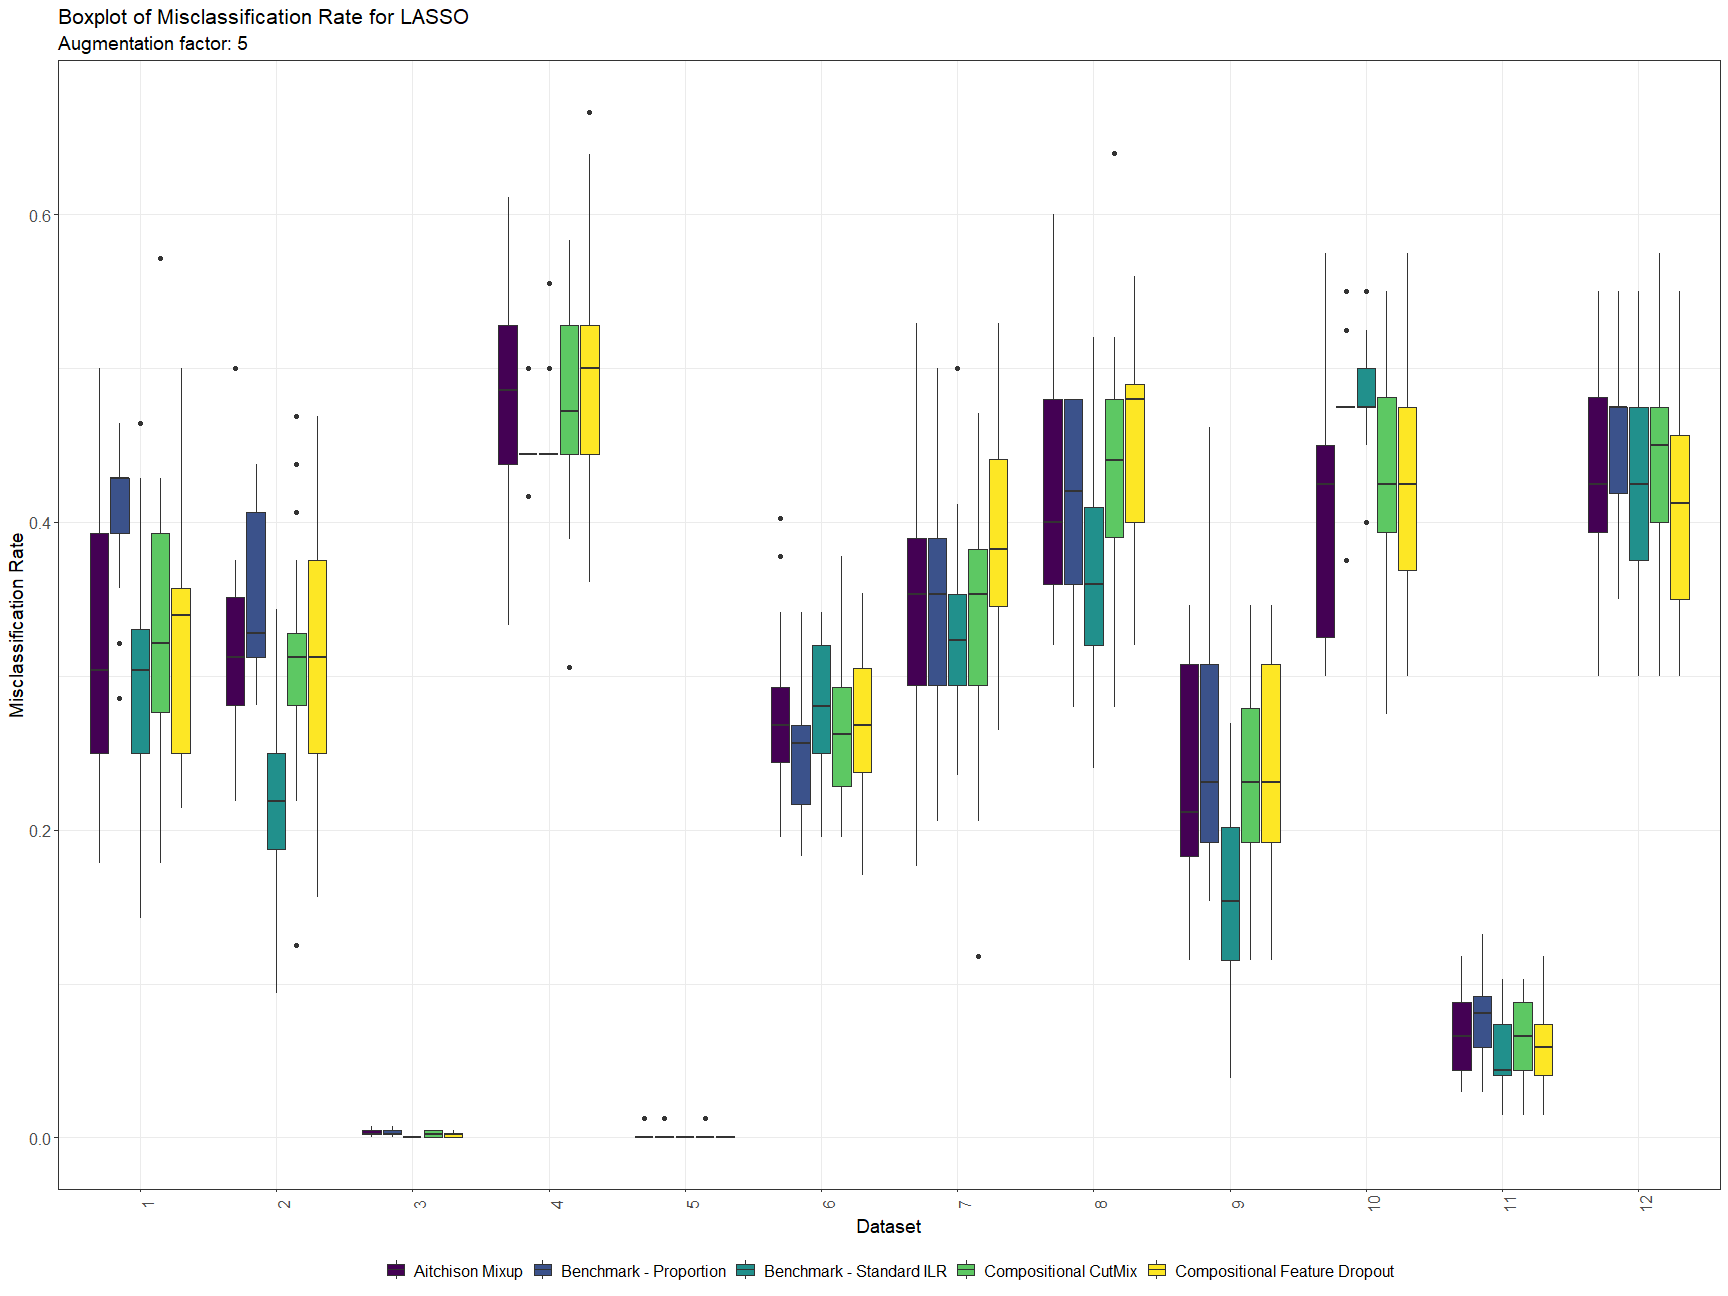 Boxplot of Misclassification Rate for LASSO
Augmentation factor: 5
Misclassification Rate
0.6
0.4
0.2
0.0
1 2 3 4 5 6 7 8 9 10 11 12
Dataset
Aitchison Mixup Benchmark - Proportion Benchmark - Standard ILR Compositional CutMix Compositional Feature Dropout